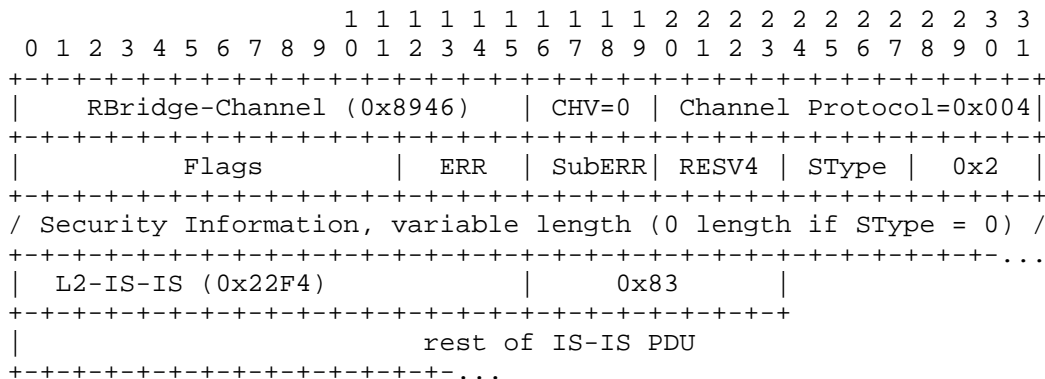 1 1 1 1 1 1 1 1 1 1 2 2 2 2 2 2 2 2 2 2 3 3
 0 1 2 3 4 5 6 7 8 9 0 1 2 3 4 5 6 7 8 9 0 1 2 3 4 5 6 7 8 9 0 1
+-+-+-+-+-+-+-+-+-+-+-+-+-+-+-+-+-+-+-+-+-+-+-+-+-+-+-+-+-+-+-+-+
|    RBridge-Channel (0x8946)   | CHV=0 | Channel Protocol=0x004|
+-+-+-+-+-+-+-+-+-+-+-+-+-+-+-+-+-+-+-+-+-+-+-+-+-+-+-+-+-+-+-+-+
|          Flags        |  ERR  | SubERR| RESV4 | SType |  0x2  |
+-+-+-+-+-+-+-+-+-+-+-+-+-+-+-+-+-+-+-+-+-+-+-+-+-+-+-+-+-+-+-+-+
/ Security Information, variable length (0 length if SType = 0) /
+-+-+-+-+-+-+-+-+-+-+-+-+-+-+-+-+-+-+-+-+-+-+-+-+-+-+-+-+-+-+-...
|  L2-IS-IS (0x22F4)            |     0x83      |
+-+-+-+-+-+-+-+-+-+-+-+-+-+-+-+-+-+-+-+-+-+-+-+-+
|                         rest of IS-IS PDU
+-+-+-+-+-+-+-+-+-+-+-+-+-+-...